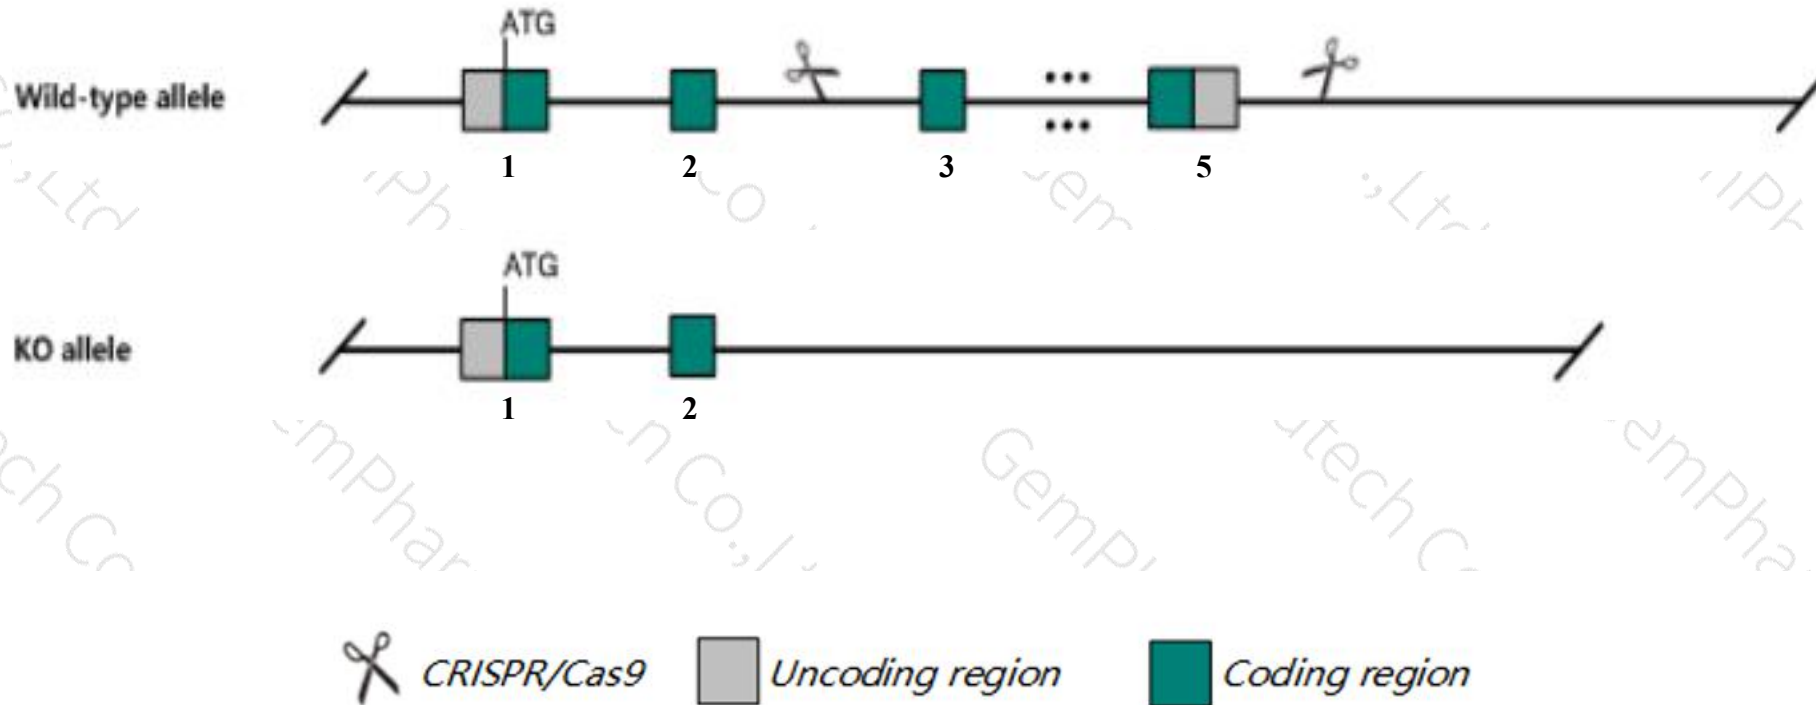 ATG
Wild-type allele
1 2 3 5
ATG
KO allele
1 2
CRISPR/Cas9 Uncoding region Coding region